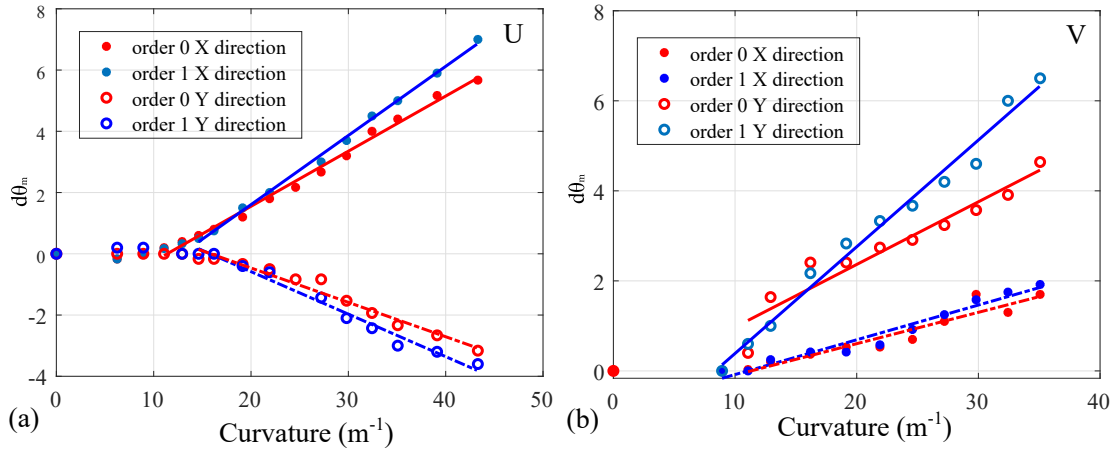 8
6
4
2
0
-2
-4
dθₘ
U
order 0 X direction
order 1 X direction
order 0 Y direction
order 1 Y direction
0 10 20 30 40 50
(a) Curvature (m⁻¹)
8
6
4
2
0
dθₘ
V
order 0 X direction
order 1 X direction
order 0 Y direction
order 1 Y direction
0 10 20 30 40
(b) Curvature (m⁻¹)